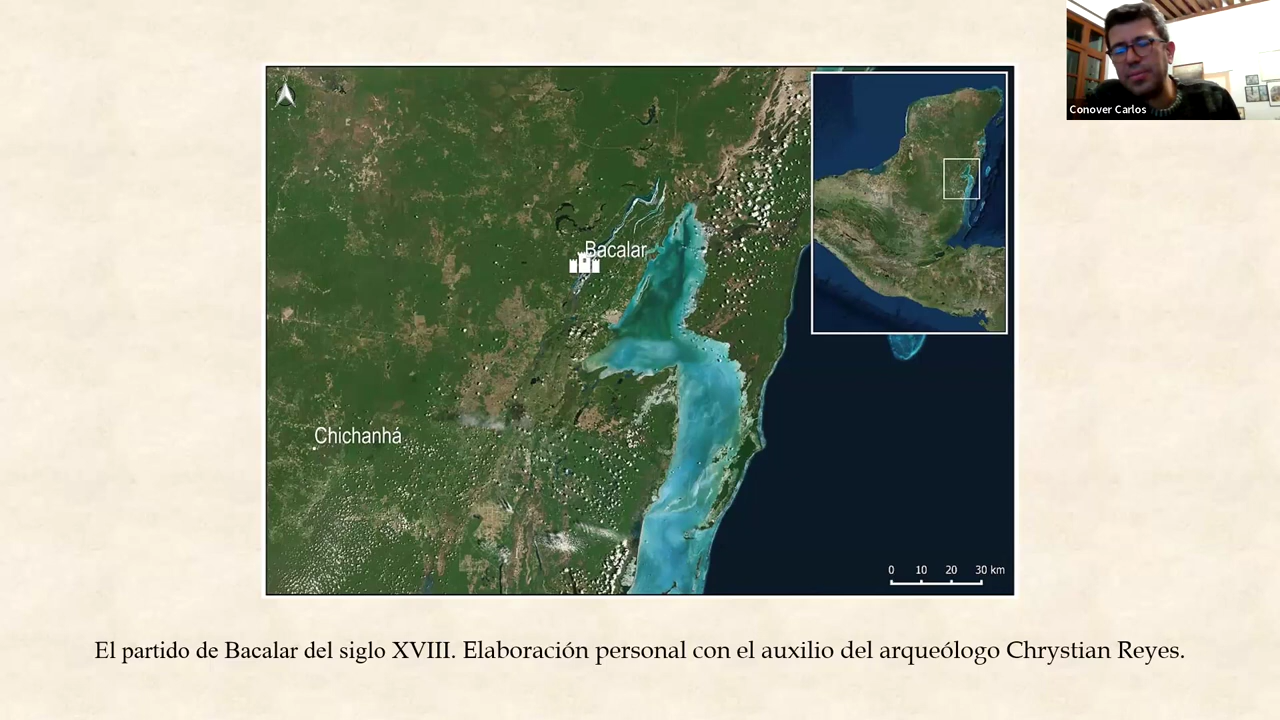 Conover Carlos
Bacalar
Chichanhá
0 10 20 30 km
El partido de Bacalar del siglo XVIII. Elaboración personal con el auxilio del arqueólogo Chrystian Reyes.